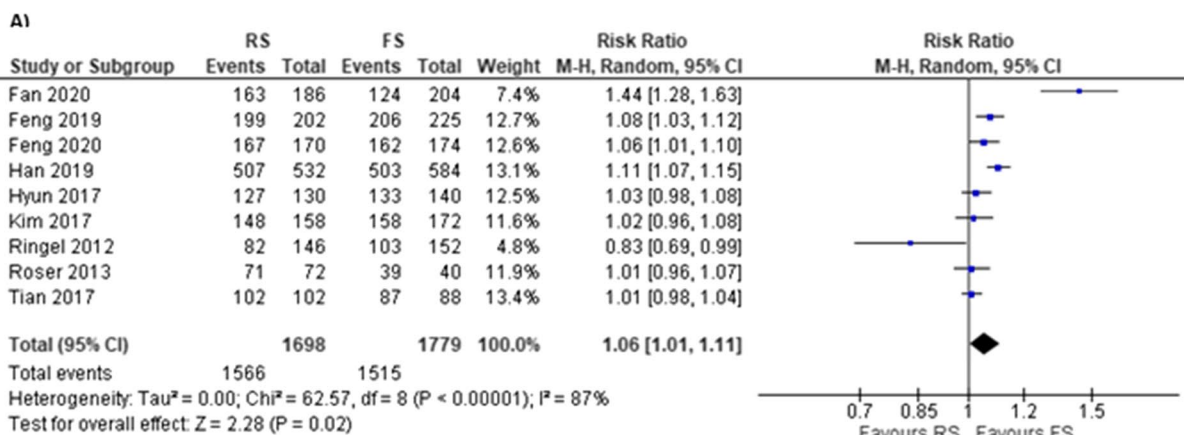 A)
RS FS Risk Ratio Risk Ratio
Study or Subgroup Events Total Events Total Weight M-H, Random, 95% CI M-H, Random, 95% CI
Fan 2020 163 186 124 204 7.4% 1.44 [1.28, 1.63]
Feng 2019 199 202 206 225 12.7% 1.08 [1.03, 1.12]
Feng 2020 167 170 162 174 12.6% 1.06 [1.01, 1.10]
Han 2019 507 532 503 584 13.1% 1.11 [1.07, 1.15]
Hyun 2017 127 130 133 140 12.5% 1.03 [0.98, 1.08]
Kim 2017 148 158 158 172 11.6% 1.02 [0.96, 1.08]
Ringel 2012 82 146 103 152 4.8% 0.83 [0.69, 0.99]
Roser 2013 71 72 39 40 11.9% 1.01 [0.96, 1.07]
Tian 2017 102 102 87 88 13.4% 1.01 [0.98, 1.04]
Total (95% CI) 1698 1779 100.0% 1.06 [1.01, 1.11]
Total events 1566 1515
Heterogeneity: Tau² = 0.00; Chi² = 62.57, df = 8 (P < 0.00001); I² = 87%
Test for overall effect: Z = 2.28 (P = 0.02)
0.7 0.85 1 1.2 1.5
Favours RS Favours FS